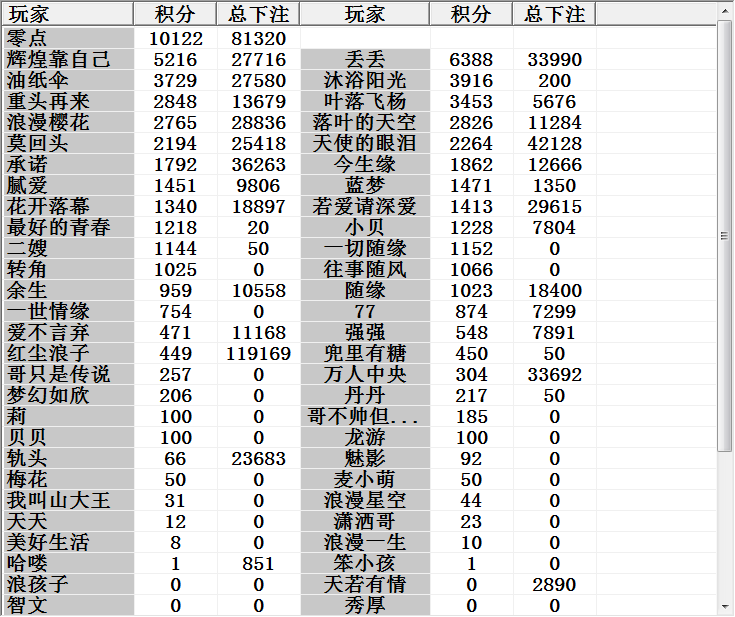 玩家 积分 总下注 玩家 积分 总下注
零点 10122 81320
辉煌靠自己 5216 27716 丢丢 6388 33990
油纸伞 3729 27580 沐浴阳光 3916 200
重头再来 2848 13679 叶落飞杨 3453 5676
浪漫樱花 2765 28836 落叶的天空 2826 11284
莫回头 2194 25418 天使的眼泪 2264 42128
承诺 1792 36263 今生缘 1862 12666
腻爱 1451 9806 蓝梦 1471 1350
花开落幕 1340 18897 若爱请深爱 1413 29615
最好的青春 1218 20 小贝 1228 7804
二嫂 1144 50 一切随缘 1152 0
转角 1025 0 往事随风 1066 0
余生 959 10558 随缘 1023 18400
一世情缘 754 0 77 874 7299
爱不言弃 471 11168 强强 548 7891
红尘浪子 449 119169 兜里有糖 450 50
哥只是传说 257 0 万人中央 304 33692
梦幻如欣 206 0 丹丹 217 50
莉 100 0 哥不帅但... 185 0
贝贝 100 0 龙游 100 0
轨头 66 23683 魅影 92 0
梅花 50 0 麦小萌 50 0
我叫山大王 31 0 浪漫星空 44 0
天天 12 0 潇洒哥 23 0
美好生活 8 0 浪漫一生 10 0
哈喽 1 851 笨小孩 1 0
浪孩子 0 0 天若有情 0 2890
智文 0 0 秀厚 0 0